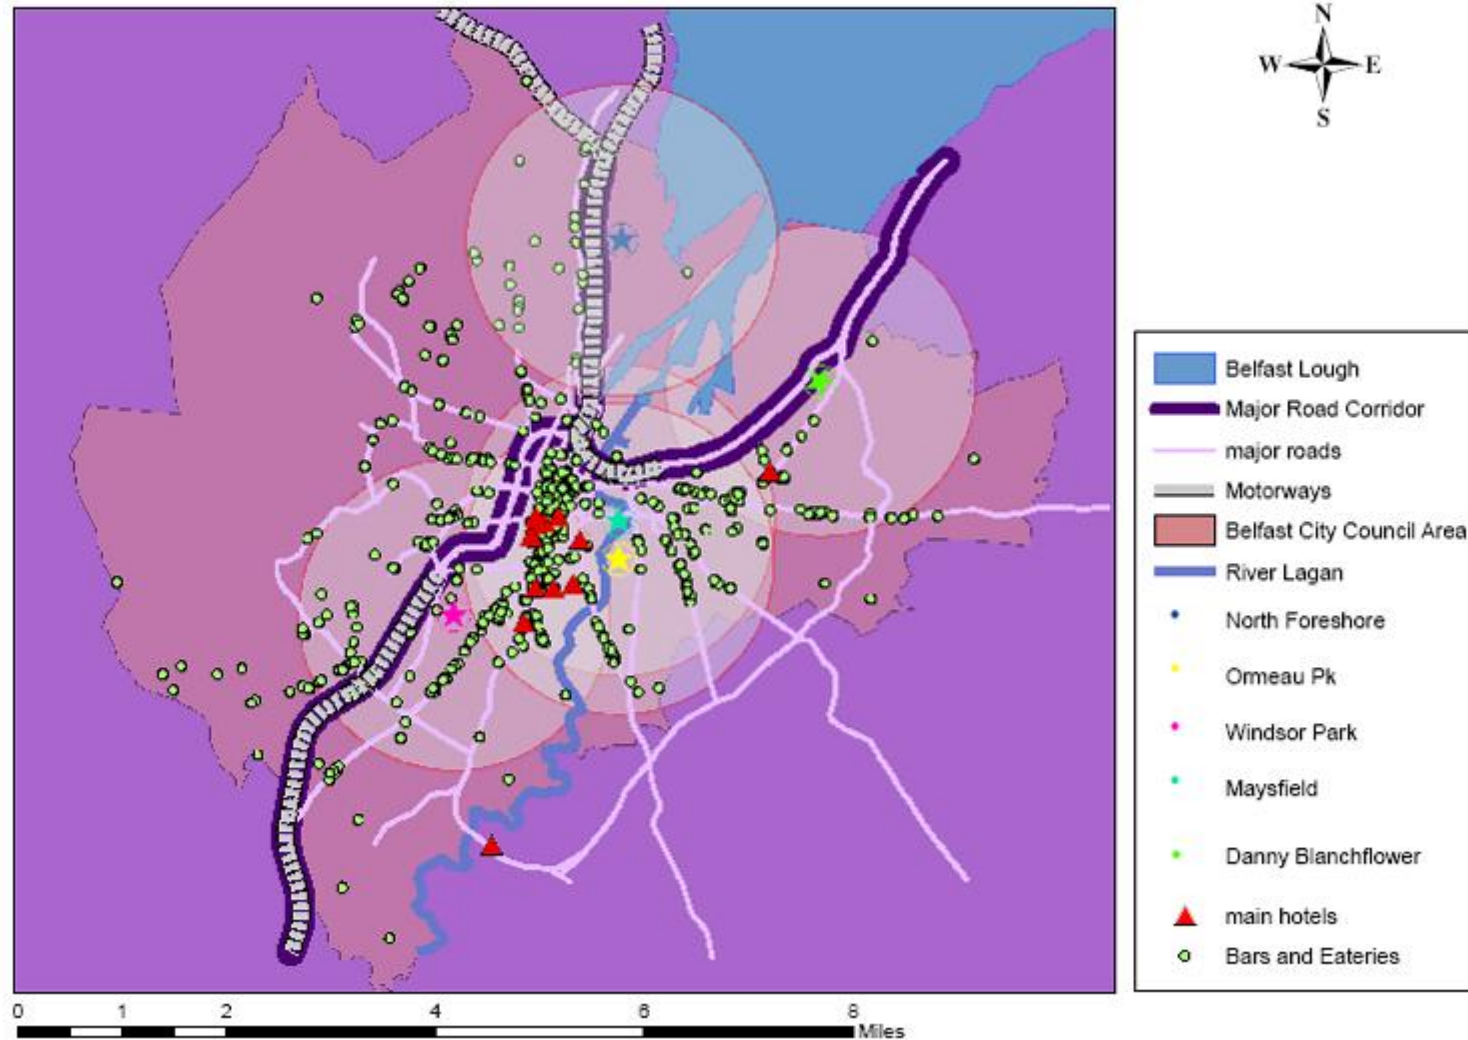 N
W E
S
Belfast Lough
Major Road Corridor
major roads
Motorways
Belfast City Council Area
River Lagan
North Foreshore
Ormeau Pk
Windsor Park
Maysfield
Danny Blanchflower
main hotels
Bars and Eateries
0 1 2 4 6 8
Miles